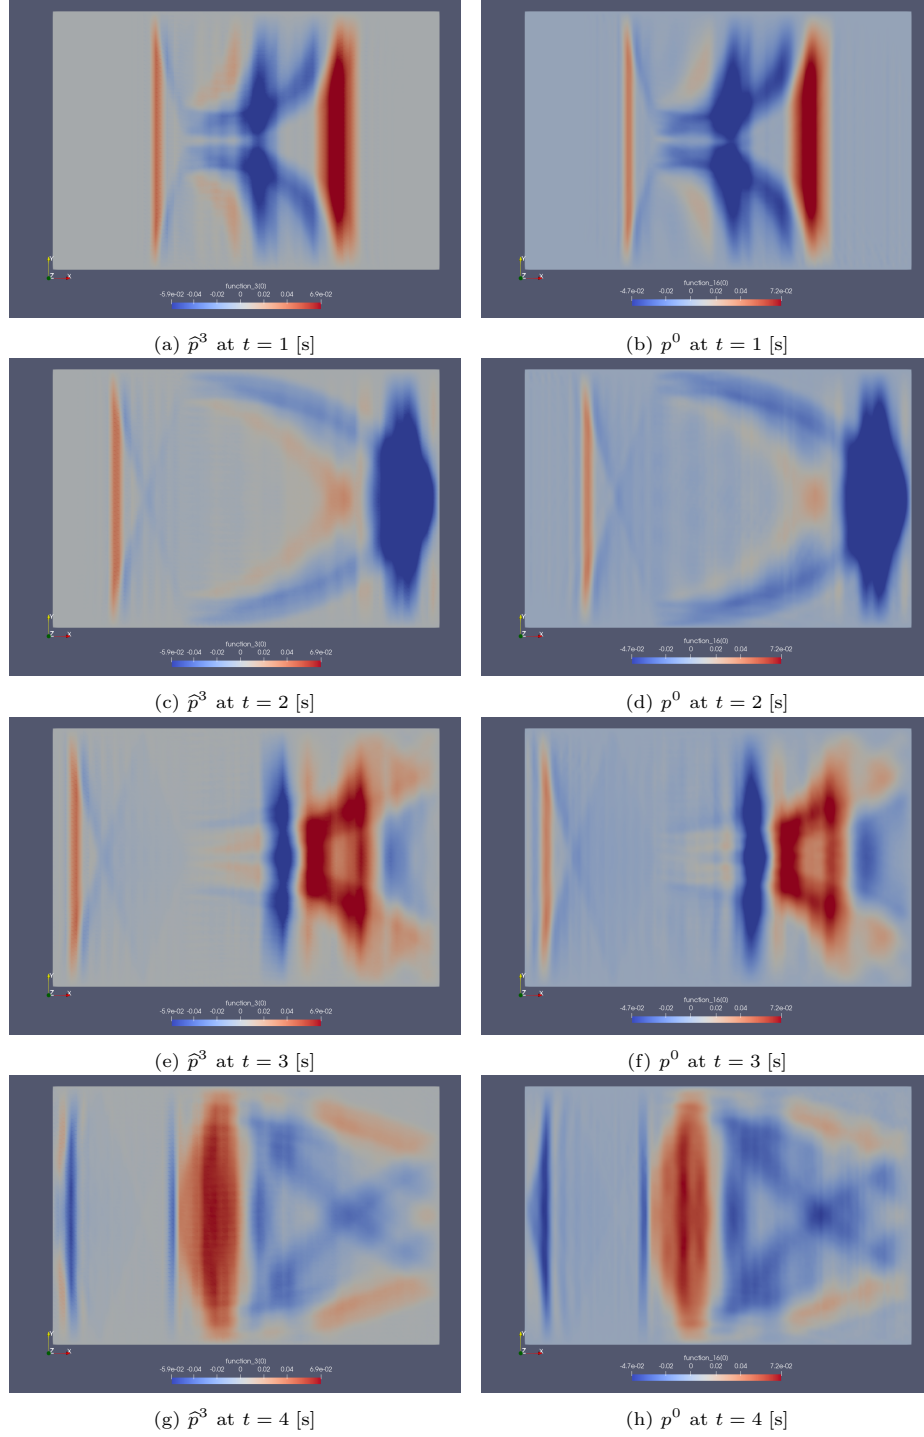 Y
Z X
function_3(0)
-5.9e-02 -0.04 -0.02 0 0.02 0.04 6.9e-02
Y
Z X
function_16(0)
-4.7e-02 -0.02 0 0.02 0.04 7.2e-02
(a) p̂³ at t = 1 [s]
(b) p⁰ at t = 1 [s]
Y
Z X
function_3(0)
-5.9e-02 -0.04 -0.02 0 0.02 0.04 6.9e-02
Y
Z X
function_16(0)
-4.7e-02 -0.02 0 0.02 0.04 7.2e-02
(c) p̂³ at t = 2 [s]
(d) p⁰ at t = 2 [s]
Y
Z X
function_3(0)
-5.9e-02 -0.04 -0.02 0 0.02 0.04 6.9e-02
Y
Z X
function_16(0)
-4.7e-02 -0.02 0 0.02 0.04 7.2e-02
(e) p̂³ at t = 3 [s]
(f) p⁰ at t = 3 [s]
Y
Z X
function_3(0)
-5.9e-02 -0.04 -0.02 0 0.02 0.04 6.9e-02
Y
Z X
function_16(0)
-4.7e-02 -0.02 0 0.02 0.04 7.2e-02
(g) p̂³ at t = 4 [s]
(h) p⁰ at t = 4 [s]